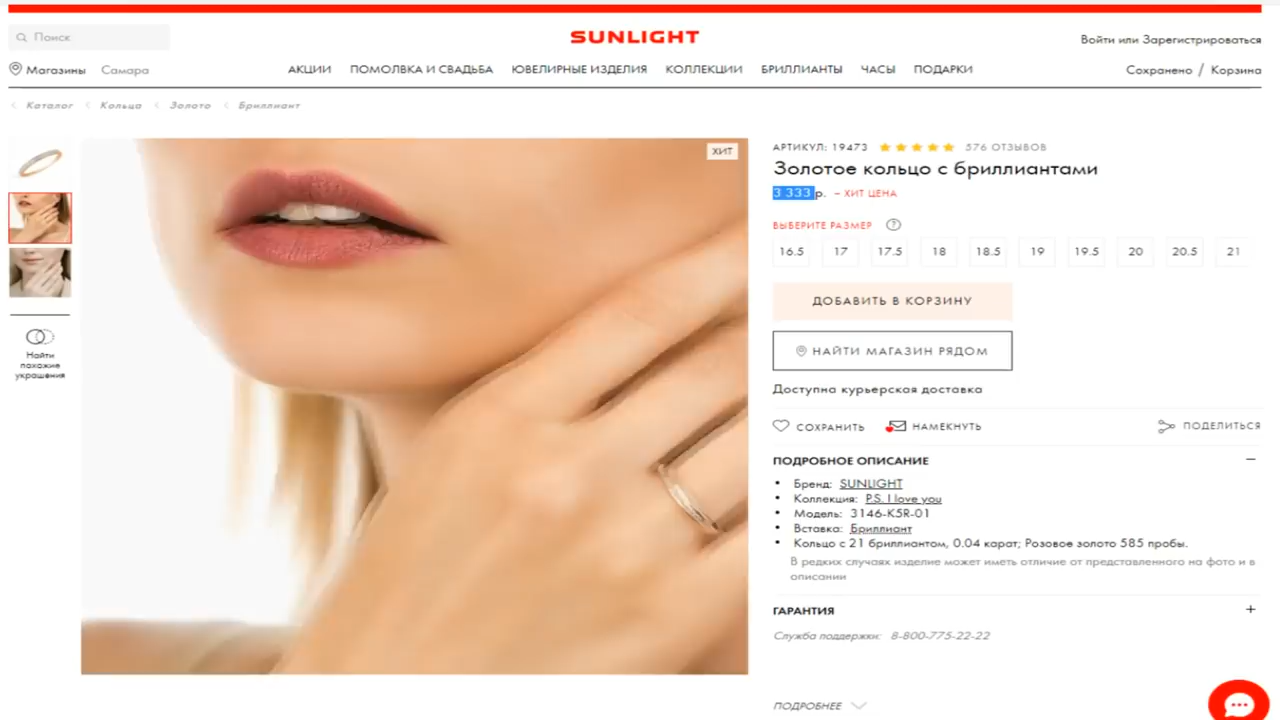 Поиск
SUNLIGHT
Войти или Зарегистрироваться
Магазины Самара
АКЦИИ ПОМОЛВКА И СВАДЬБА ЮВЕЛИРНЫЕ ИЗДЕЛИЯ КОЛЛЕКЦИИ БРИЛЛИАНТЫ ЧАСЫ ПОДАРКИ
Сохранено / Корзина
Каталог Кольца Золото Бриллиант
ХИТ
Найти
похожие
украшения
АРТИКУЛ: 19473 576 ОТЗЫВОВ
Золотое кольцо с бриллиантами
3 333 р. – ХИТ ЦЕНА
ВЫБЕРИТЕ РАЗМЕР ?
16.5 17 17.5 18 18.5 19 19.5 20 20.5 21
ДОБАВИТЬ В КОРЗИНУ
НАЙТИ МАГАЗИН РЯДОМ
Доступна курьерская доставка
СОХРАНИТЬ НАМЕКНУТЬ ПОДЕЛИТЬСЯ
ПОДРОБНОЕ ОПИСАНИЕ –
• Бренд: SUNLIGHT
• Коллекция: P.S. I love you
• Модель: 3146-K5R-01
• Вставка: Бриллиант
• Кольцо с 21 бриллиантом, 0.04 карат; Розовое золото 585 пробы.
В редких случаях изделие может иметь отличие от представленного на фото и в
описании
ГАРАНТИЯ +
Служба поддержки: 8-800-775-22-22
ПОДРОБНЕЕ